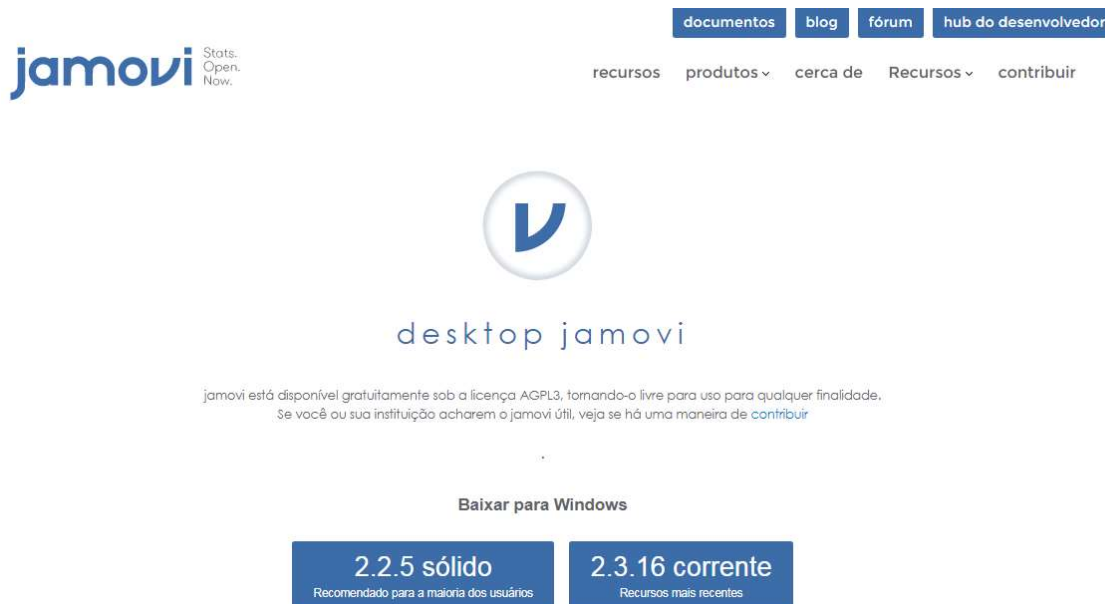 documentos blog fórum hub do desenvolvedor
jamovi Stats.
Open.
Now.
recursos produtos cerca de Recursos contribuir
desktop jamovi
jamovi está disponível gratuitamente sob a licença AGPL3, tornando-o livre para uso para qualquer finalidade.
Se você ou sua instituição acharem o jamovi útil, veja se há uma maneira de contribuir
.
Baixar para Windows
2.2.5 sólido
Recomendado para a maioria dos usuários
2.3.16 corrente
Recursos mais recentes